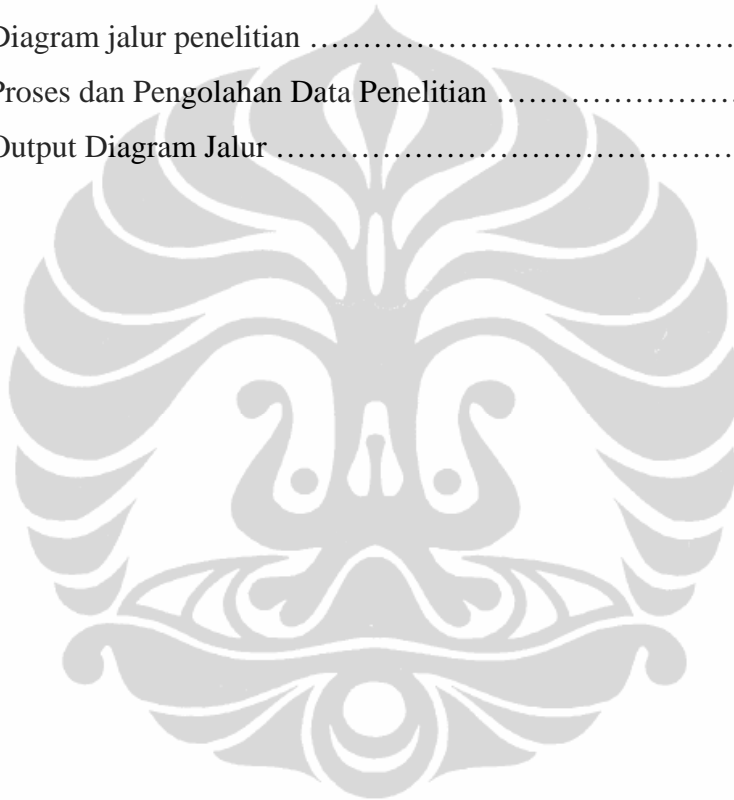 Diagram jalur penelitian ……………………………………
Proses dan Pengolahan Data Penelitian ……………………
Output Diagram Jalur ………………………………………